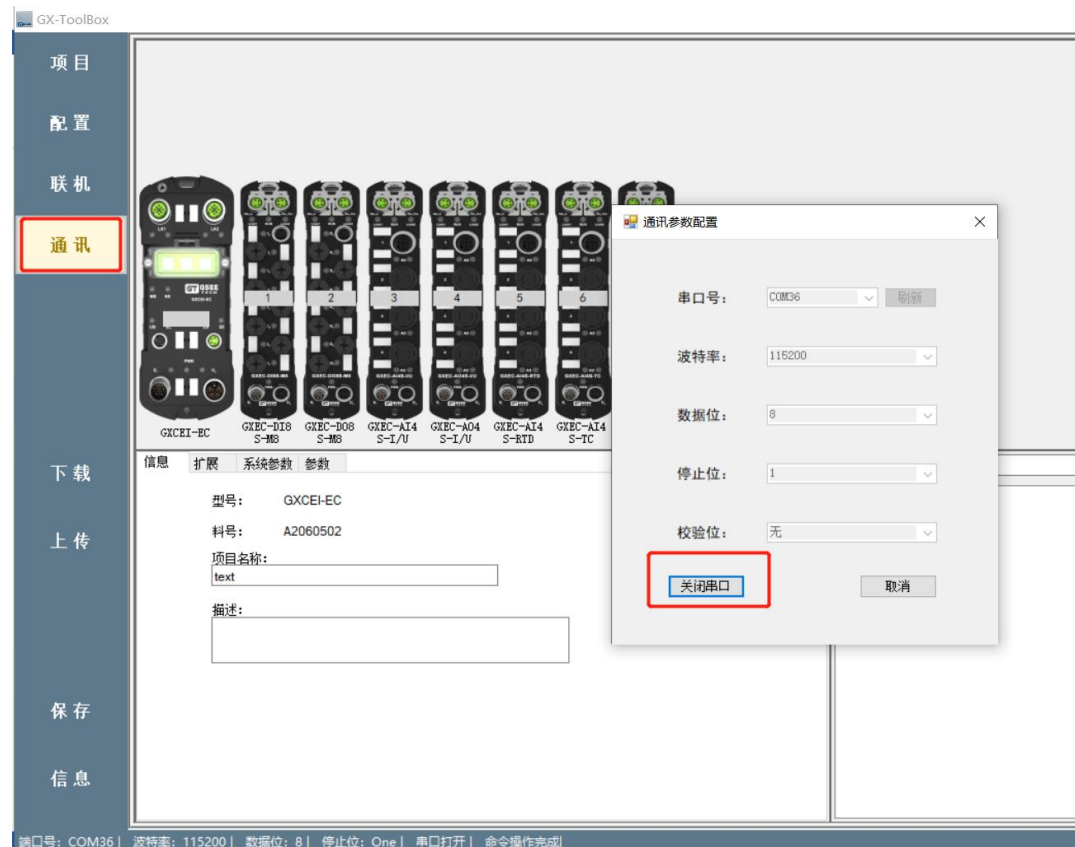 GX-ToolBox
项目
配置
联机
通讯
下载
上传
保存
信息
GSEE
1
2
3
4
5
6
GXCEI-EC
GXEC-DI8
S-M8
GXEC-DO8
S-M8
GXEC-AI4
S-I/U
GXEC-AO4
S-I/U
GXEC-AI4
S-RTD
GXEC-AI4
S-TC
信息 扩展 系统参数 参数
型号: GXCEI-EC
料号: A2060502
项目名称:
text
描述:
通讯参数配置
串口号: COM36 刷新
波特率: 115200
数据位: 8
停止位: 1
校验位: 无
关闭串口 取消
端口号: COM36| 波特率: 115200| 数据位: 8| 停止位: One| 串口打开| 命令操作完成|